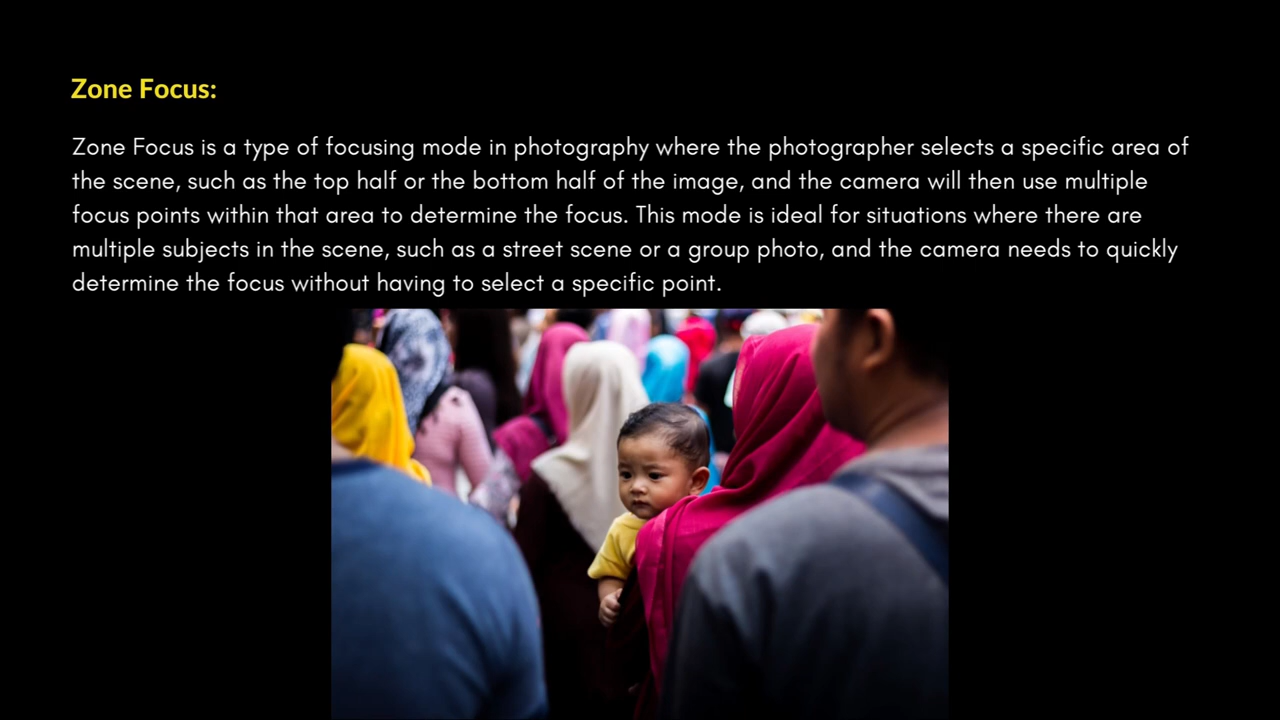 Zone Focus:
Zone Focus is a type of focusing mode in photography where the photographer selects a specific area of
the scene, such as the top half or the bottom half of the image, and the camera will then use multiple
focus points within that area to determine the focus. This mode is ideal for situations where there are
multiple subjects in the scene, such as a street scene or a group photo, and the camera needs to quickly
determine the focus without having to select a specific point.